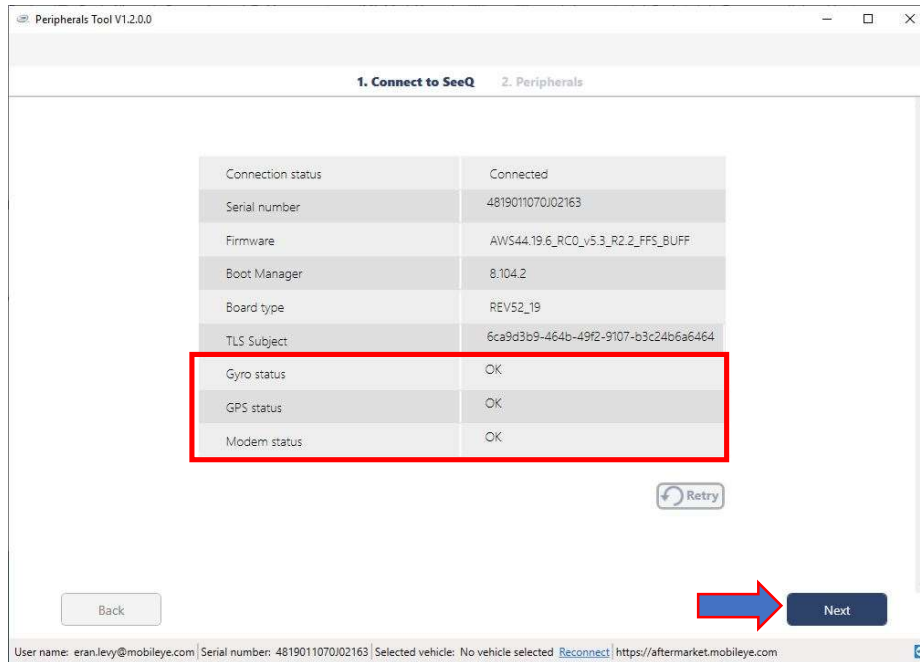 Peripherals Tool V1.2.0.0
1. Connect to SeeQ 2. Peripherals
Connection status Connected
Serial number 4819011070J02163
Firmware AWS44.19.6_RC0_v5.3_R2.2_FFS_BUFF
Boot Manager 8.104.2
Board type REV52_19
TLS Subject 6ca9d3b9-464b-49f2-9107-b3c24b6a6464
Gyro status OK
GPS status OK
Modem status OK
Retry
Back Next
User name: eran.levy@mobileye.com Serial number: 4819011070J02163 Selected vehicle: No vehicle selected Reconnect https://aftermarket.mobileye.com